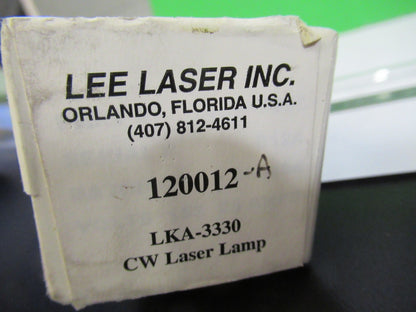 LEE LASER INC.
ORLANDO, FLORIDA U.S.A.
(407) 812-4611
120012-A
LKA-3330
CW Laser Lamp